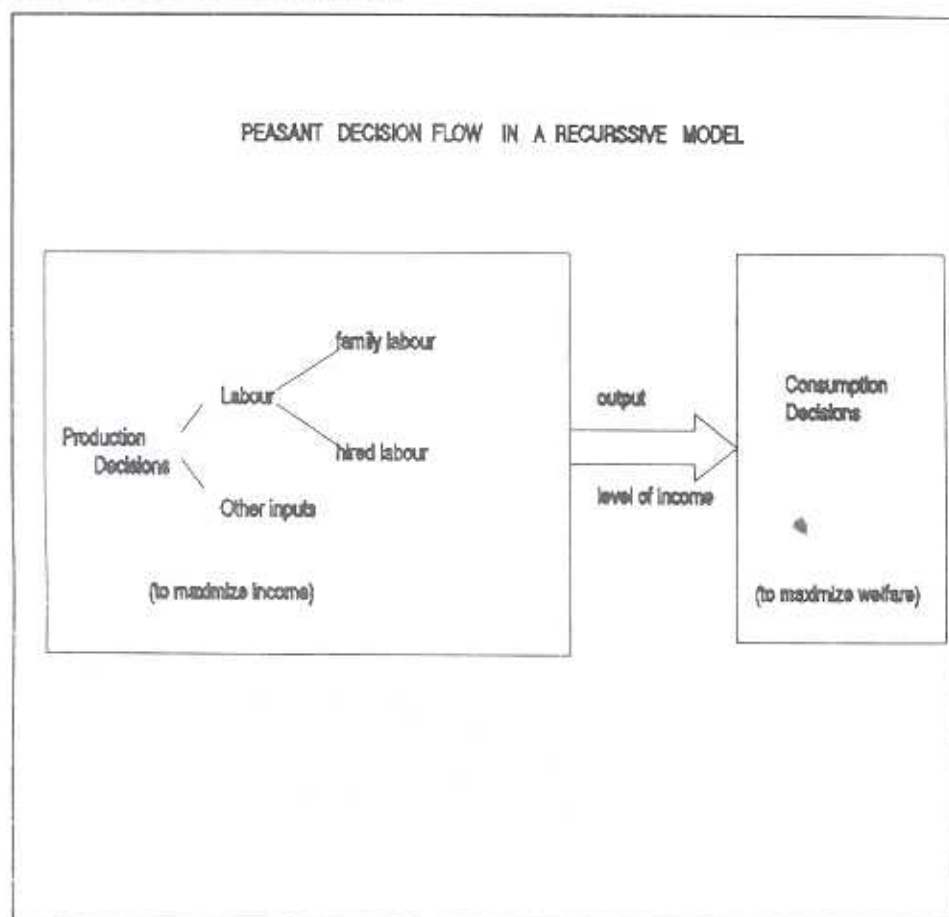 PEASANT DECISION FLOW IN A RECURSSIVE MODEL
family labour
Labour
hired labour
Production
Decisions
Other inputs
(to maximize income)
output
level of income
Consumption
Decisions
(to maximize welfare)